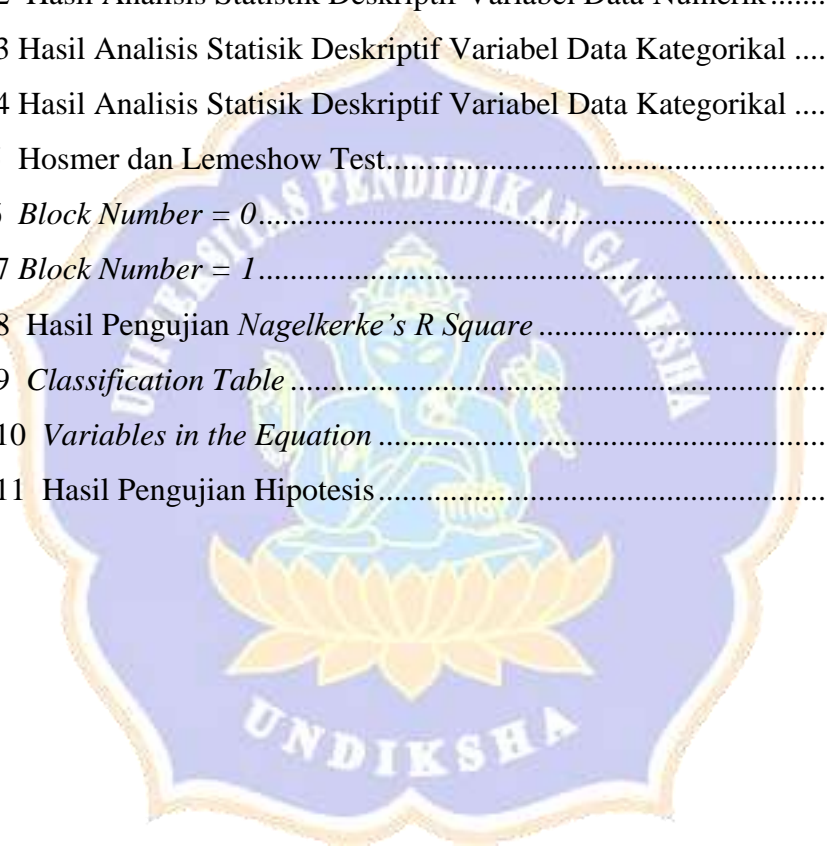 2 Hasil Analisis Statistik Deskriptif Variabel Data Numerik.......
3 Hasil Analisis Statisik Deskriptif Variabel Data Kategorikal ....
4 Hasil Analisis Statisik Deskriptif Variabel Data Kategorikal ....
Hosmer dan Lemeshow Test.......................................................
6 Block Number = 0......................................................................
7 Block Number = 1......................................................................
8 Hasil Pengujian Nagelkerke’s R Square ....................................
9 Classification Table ...................................................................
10 Variables in the Equation ........................................................
11 Hasil Pengujian Hipotesis........................................................
UNIVERSITAS PENDIDIKAN GANESHA
UNDIKSHA